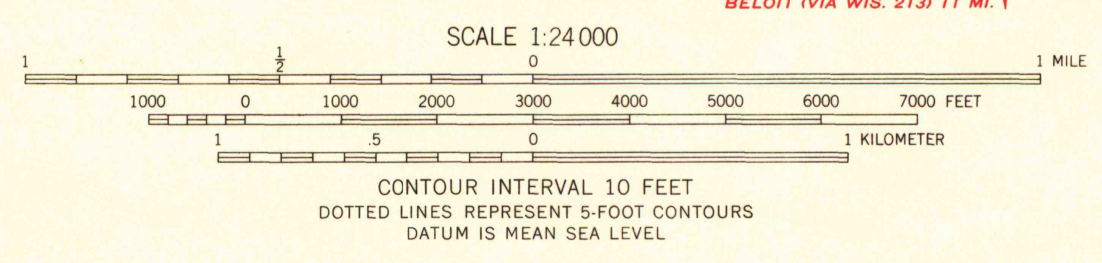 BELOIT (VIA WIS. 213) 11 MI.
SCALE 1:24 000
1 ½ 0 1 MILE
1000 0 1000 2000 3000 4000 5000 6000 7000 FEET
1 .5 0 1 KILOMETER
CONTOUR INTERVAL 10 FEET
DOTTED LINES REPRESENT 5-FOOT CONTOURS
DATUM IS MEAN SEA LEVEL